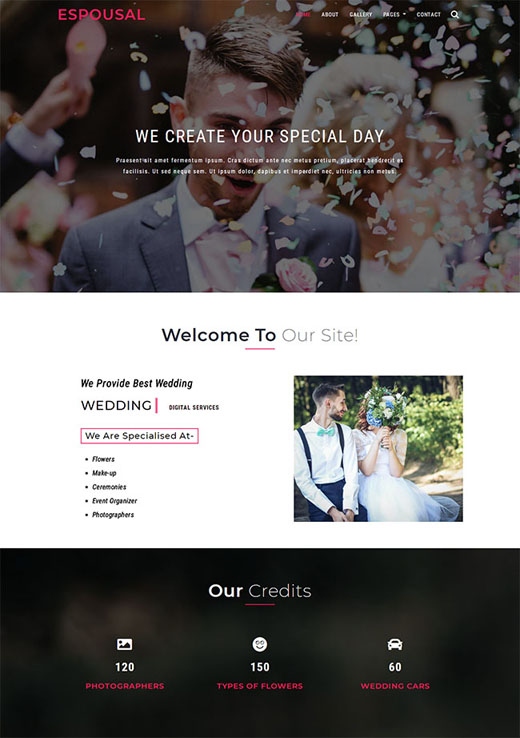 ESPOUSAL
HOME ABOUT GALLERY PAGES CONTACT
WE CREATE YOUR SPECIAL DAY
Praesent sit amet fermentum ipsum. Cras dictum ante nec metus pretium, placerat hendrerit ex
facilisis. Ut sed neque sem. Ut ipsum dolor, dapibus et imperdiet nec, ultricies non metus.
Welcome To Our Site!
We Provide Best Wedding
WEDDING DIGITAL SERVICES
We Are Specialised At-
Flowers
Make-up
Ceremonies
Event Organizer
Photographers
Our Credits
120 150 60
PHOTOGRAPHERS TYPES OF FLOWERS WEDDING CARS